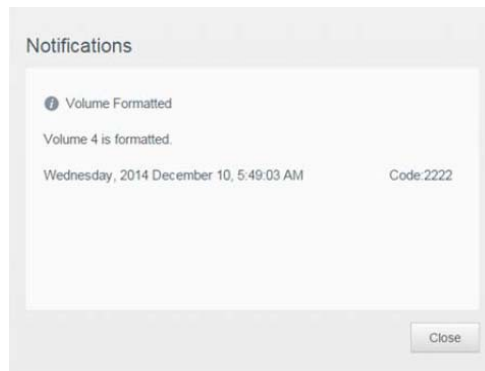 Notifications
Volume Formatted
Volume 4 is formatted.
Wednesday, 2014 December 10, 5:49:03 AM Code:2222
Close